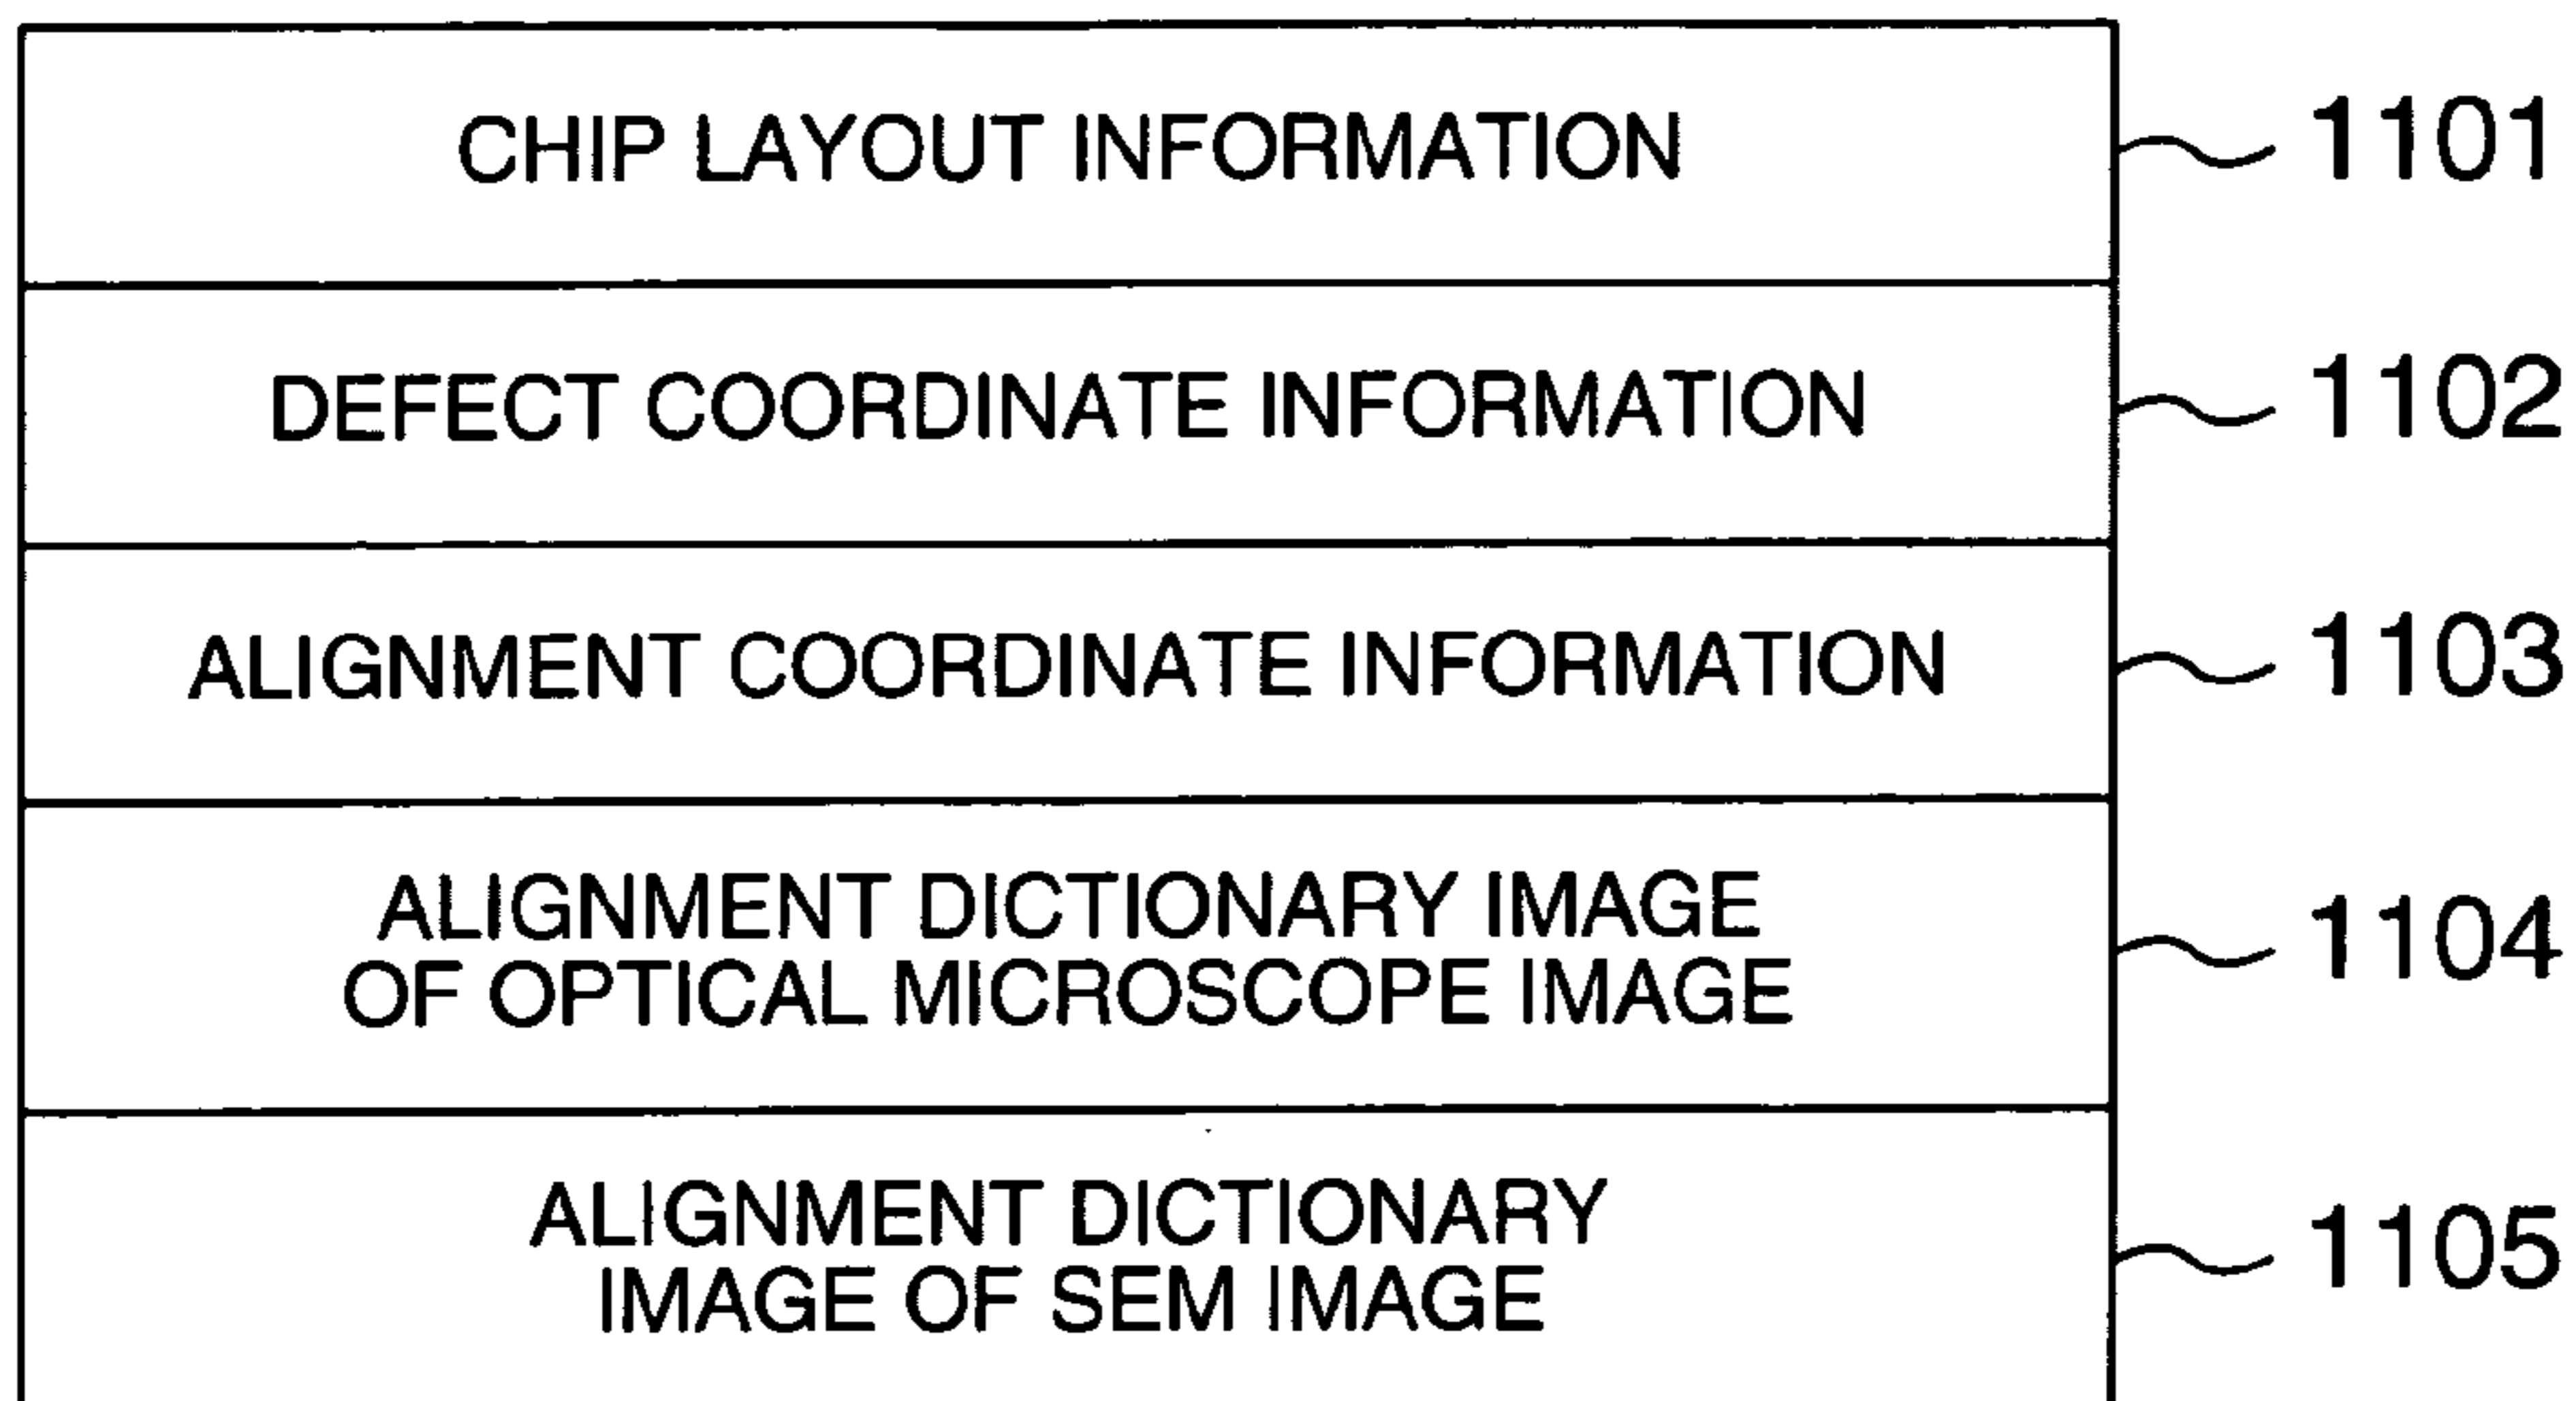 CHIP LAYOUT INFORMATION 1101
DEFECT COORDINATE INFORMATION 1102
ALIGNMENT COORDINATE INFORMATION 1103
ALIGNMENT DICTIONARY IMAGE
OF OPTICAL MICROSCOPE IMAGE 1104
ALIGNMENT DICTIONARY
IMAGE OF SEM IMAGE 1105